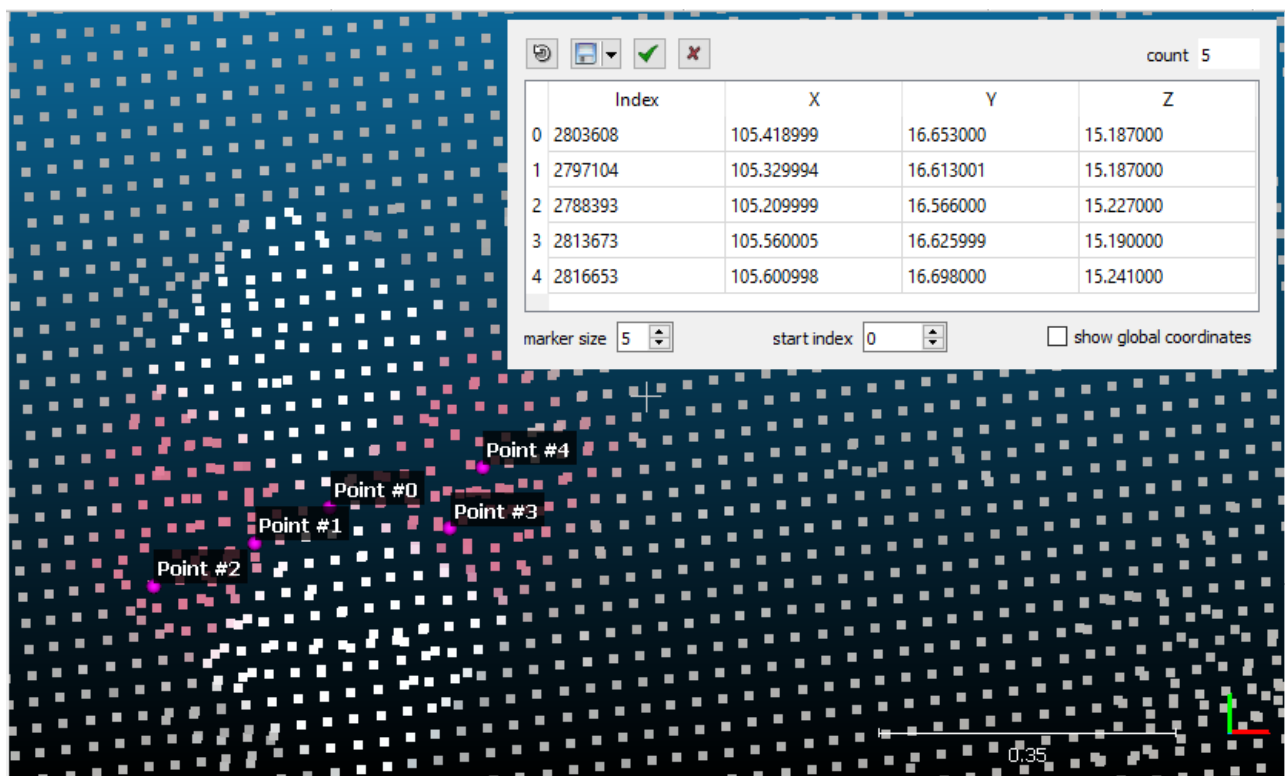 count 5
Index X Y Z
0 2803608 105.418999 16.653000 15.187000
1 2797104 105.329994 16.613001 15.187000
2 2788393 105.209999 16.566000 15.227000
3 2813673 105.560005 16.625999 15.190000
4 2816653 105.600998 16.698000 15.241000
marker size 5 start index 0 show global coordinates
Point #4
Point #0
Point #3
Point #1
Point #2
0.35